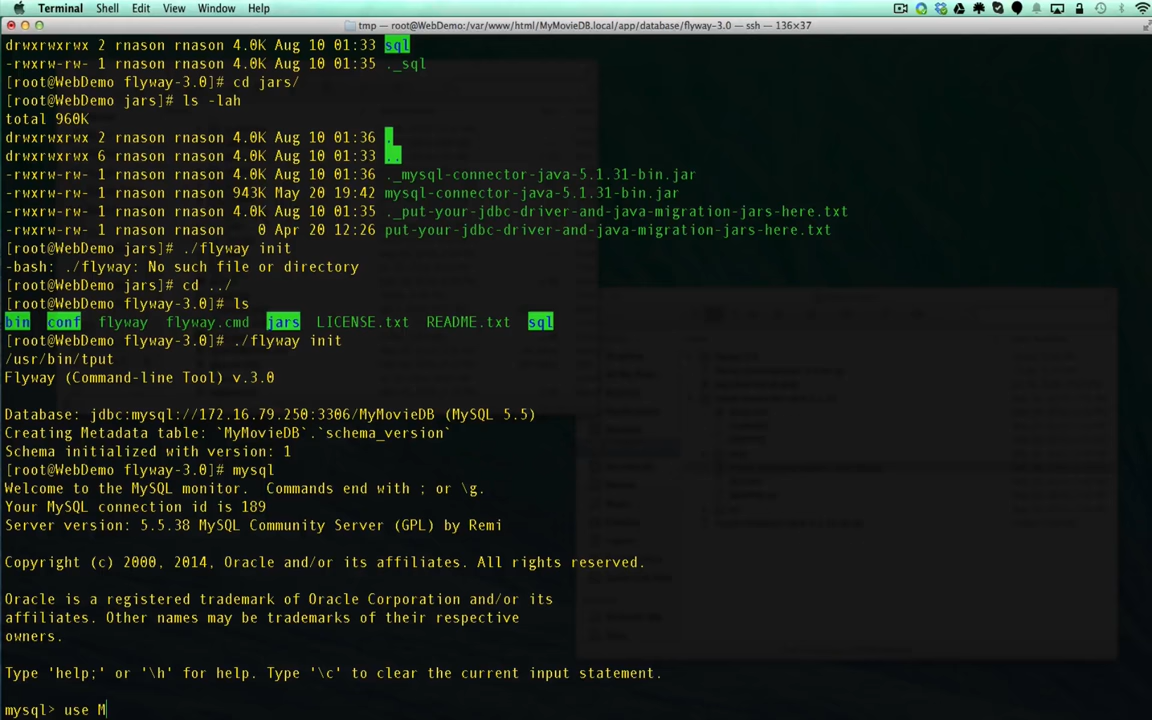 Terminal Shell Edit View Window Help
tmp — root@WebDemo:/var/www/html/MyMovieDB.local/app/database/flyway-3.0 — ssh — 136×37
drwxrwxrwx 2 rnason rnason 4.0K Aug 10 01:33 sql
-rwxrw-rw- 1 rnason rnason 4.0K Aug 10 01:35 ._sql
[root@WebDemo flyway-3.0]# cd jars/
[root@WebDemo jars]# ls -lah
total 960K
drwxrwxrwx 2 rnason rnason 4.0K Aug 10 01:36 .
drwxrwxrwx 6 rnason rnason 4.0K Aug 10 01:33 ..
-rwxrw-rw- 1 rnason rnason 4.0K Aug 10 01:36 ._mysql-connector-java-5.1.31-bin.jar
-rwxrw-rw- 1 rnason rnason 943K May 20 19:42 mysql-connector-java-5.1.31-bin.jar
-rwxrw-rw- 1 rnason rnason 4.0K Aug 10 01:35 ._put-your-jdbc-driver-and-java-migration-jars-here.txt
-rwxrw-rw- 1 rnason rnason 0 Apr 20 12:26 put-your-jdbc-driver-and-java-migration-jars-here.txt
[root@WebDemo jars]# ./flyway init
-bash: ./flyway: No such file or directory
[root@WebDemo jars]# cd ../
[root@WebDemo flyway-3.0]# ls
bin conf flyway flyway.cmd jars LICENSE.txt README.txt sql
[root@WebDemo flyway-3.0]# ./flyway init
/usr/bin/tput
Flyway (Command-line Tool) v.3.0
Database: jdbc:mysql://172.16.79.250:3306/MyMovieDB (MySQL 5.5)
Creating Metadata table: `MyMovieDB`.`schema_version`
Schema initialized with version: 1
[root@WebDemo flyway-3.0]# mysql
Welcome to the MySQL monitor.  Commands end with ; or \g.
Your MySQL connection id is 189
Server version: 5.5.38 MySQL Community Server (GPL) by Remi
Copyright (c) 2000, 2014, Oracle and/or its affiliates. All rights reserved.
Oracle is a registered trademark of Oracle Corporation and/or its
affiliates. Other names may be trademarks of their respective
owners.
Type 'help;' or '\h' for help. Type '\c' to clear the current input statement.
mysql> use M